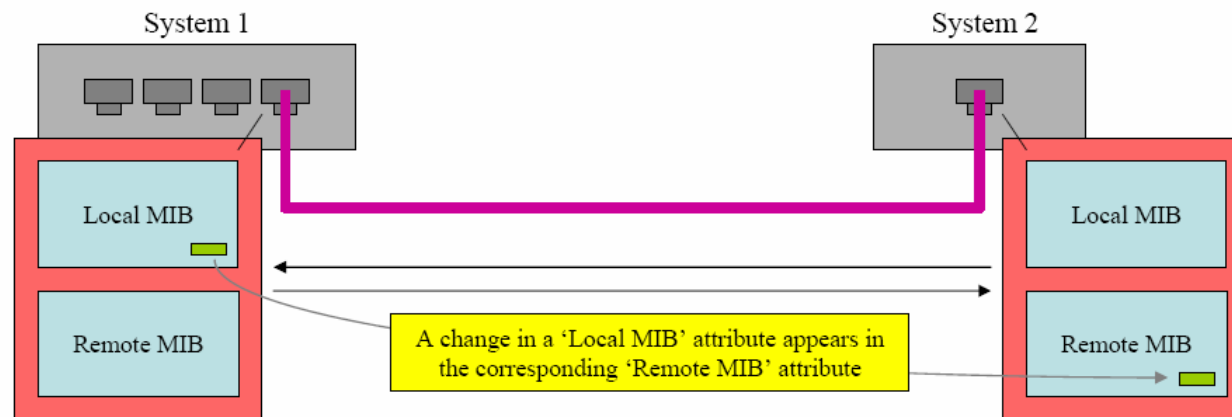 System 1
System 2
Local MIB
Local MIB
Remote MIB
A change in a ‘Local MIB’ attribute appears in
the corresponding ‘Remote MIB’ attribute
Remote MIB